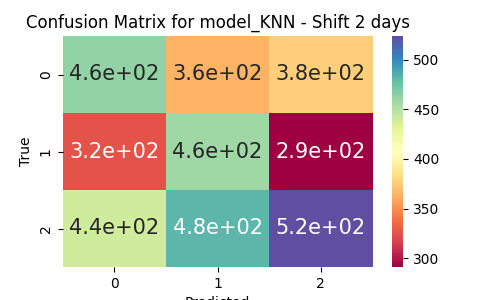 Confusion Matrix for model_KNN - Shift 2 days
True
0 4.6e+02 3.6e+02 3.8e+02
1 3.2e+02 4.6e+02 2.9e+02
2 4.4e+02 4.8e+02 5.2e+02
0 1 2
Predicted
500
450
400
350
300